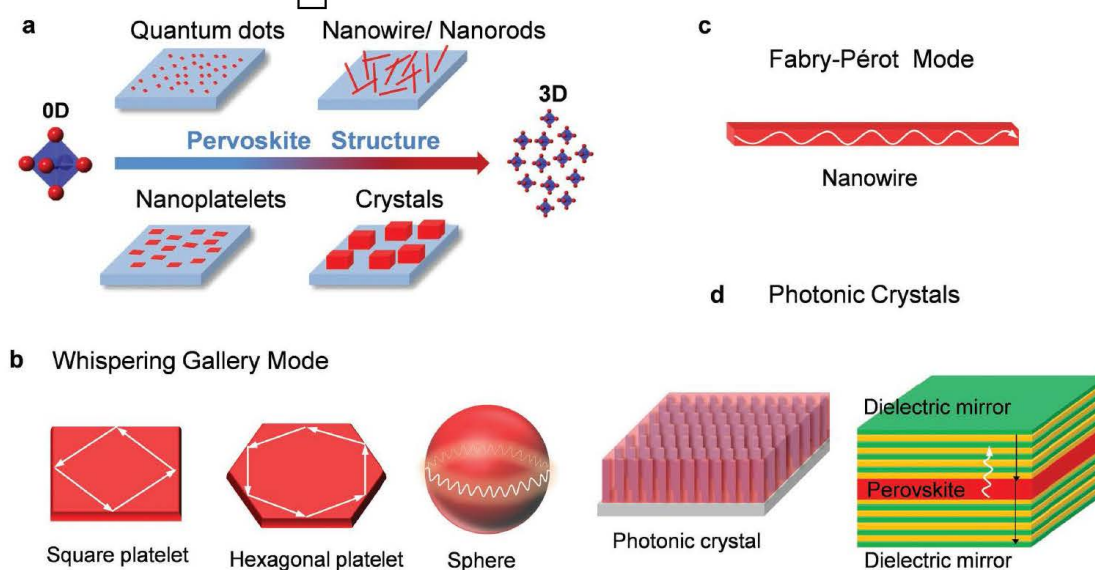 a
Quantum dots
Nanowire/ Nanorods
0D
3D
Pervoskite Structure
Nanoplatelets
Crystals
c
Fabry-Pérot Mode
Nanowire
d Photonic Crystals
b Whispering Gallery Mode
Square platelet
Hexagonal platelet
Sphere
Photonic crystal
Dielectric mirror
Perovskite
Dielectric mirror